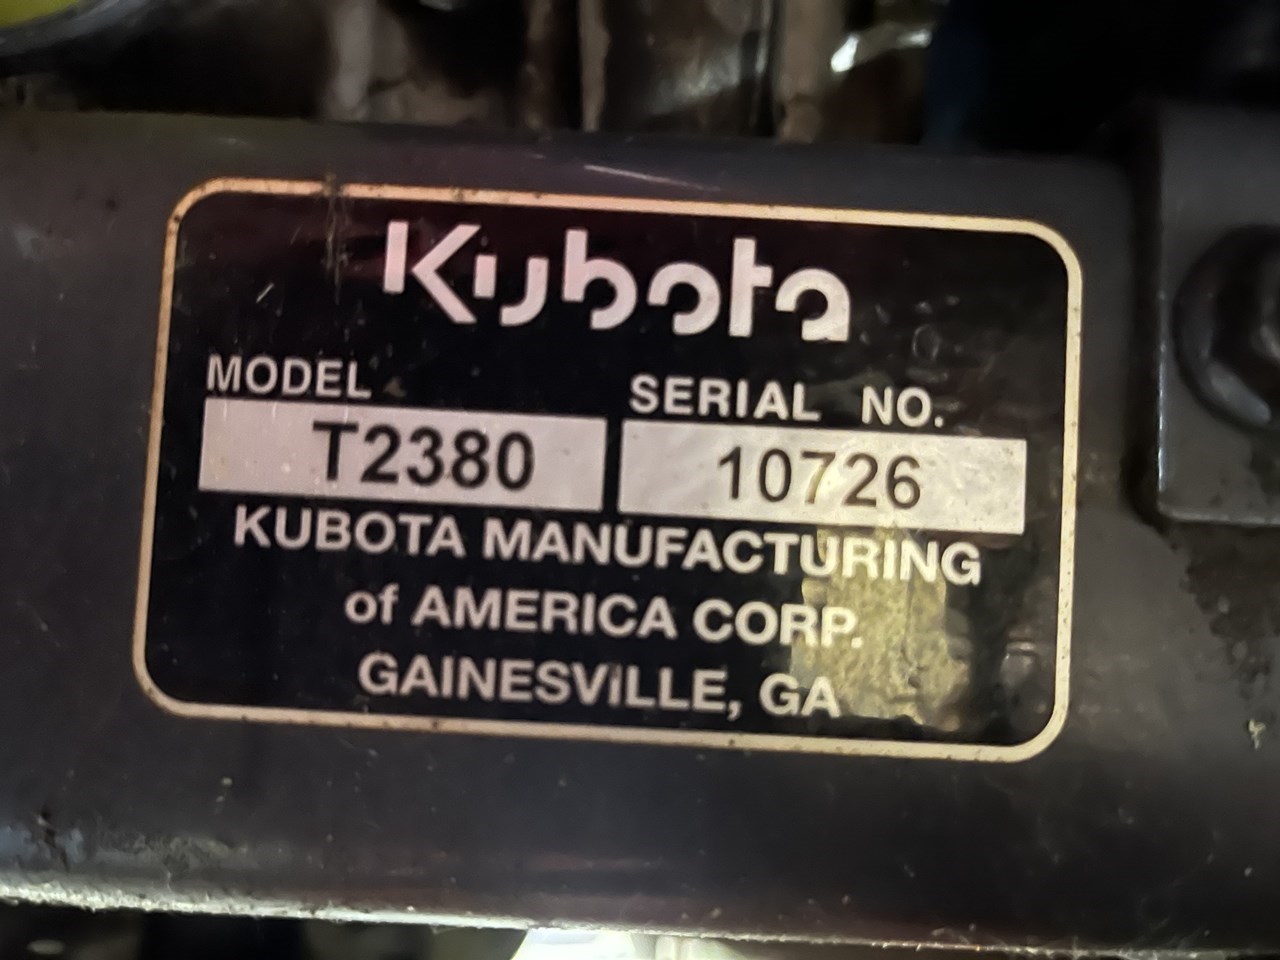 Kubota
MODEL SERIAL NO.
T2380 10726
KUBOTA MANUFACTURING
of AMERICA CORP.
GAINESVILLE, GA